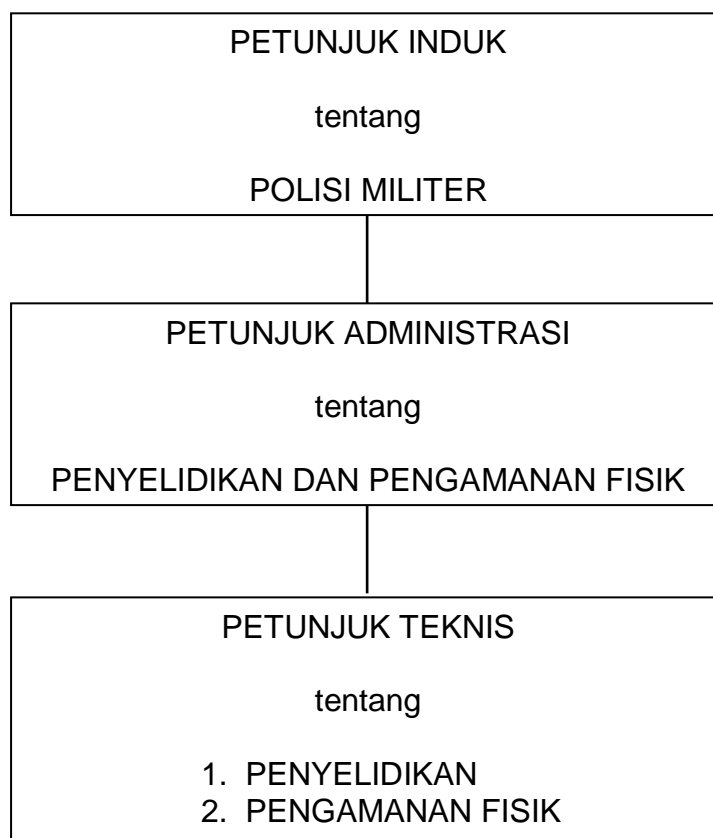 PETUNJUK INDUK
tentang
POLISI MILITER
PETUNJUK ADMINISTRASI
tentang
PENYELIDIKAN DAN PENGAMANAN FISIK
PETUNJUK TEKNIS
tentang
1. PENYELIDIKAN
2. PENGAMANAN FISIK